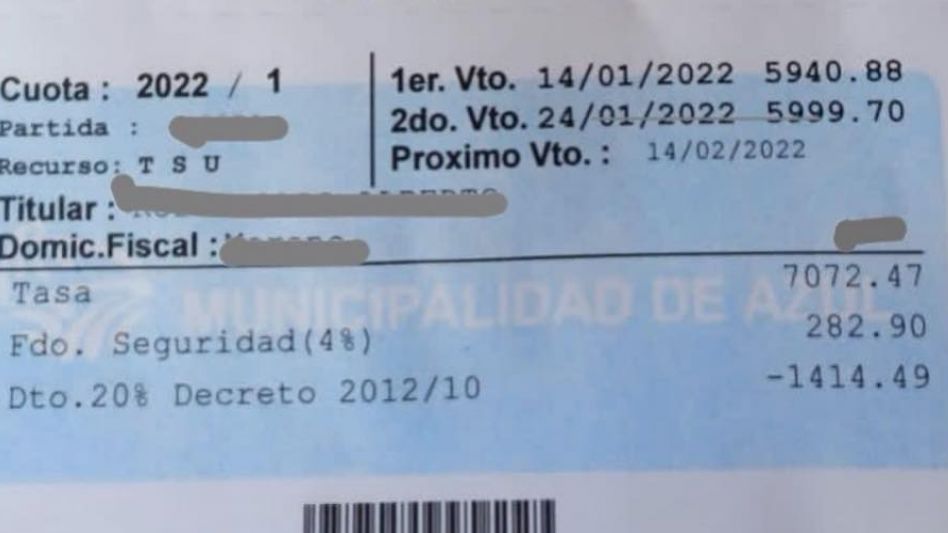 Cuota : 2022 / 1
1er. Vto. 14/01/2022 5940.88
2do. Vto. 24/01/2022 5999.70
Partida :
Proximo Vto. : 14/02/2022
Recurso: T S U
Titular :
Domic.Fiscal :
MUNICIPALIDAD DE AZUL
Tasa 7072.47
Fdo. Seguridad(4%) 282.90
Dto.20% Decreto 2012/10 -1414.49